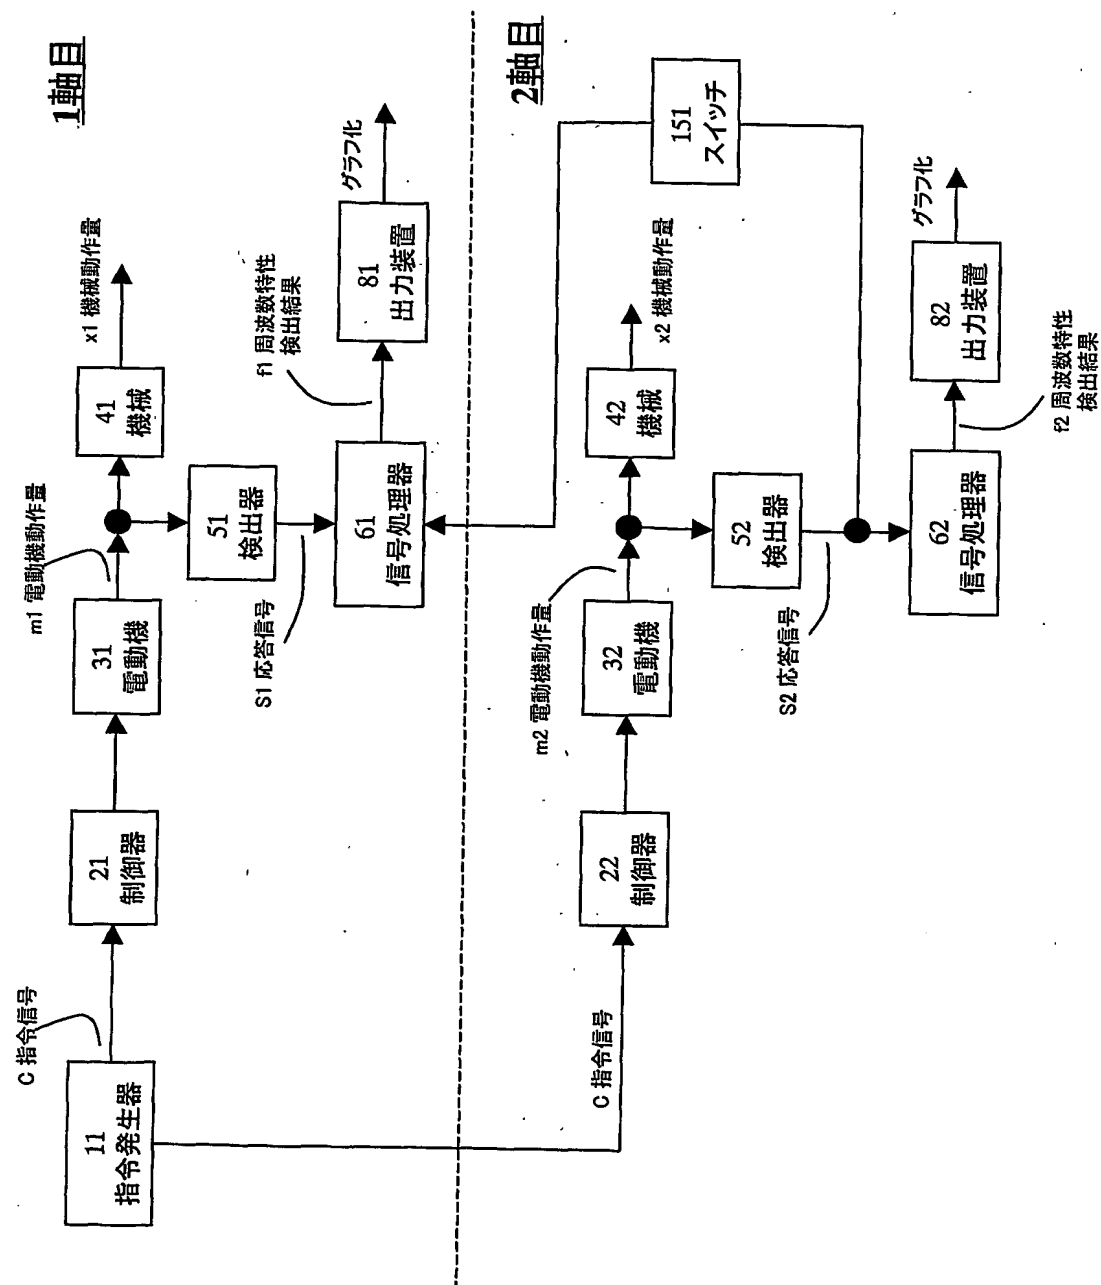 1軸目
C 指令信号
11
指令発生器
21
制御器
m1 電動機動作量
31
電動機
41
機械
x1 機械動作量
51
検出器
S1 応答信号
61
信号処理器
f1 周波数特性
検出結果
81
出力装置
グラフ化
2軸目
C 指令信号
22
制御器
m2 電動機動作量
32
電動機
42
機械
x2 機械動作量
52
検出器
S2 応答信号
151
スイッチ
62
信号処理器
f2 周波数特性
検出結果
82
出力装置
グラフ化